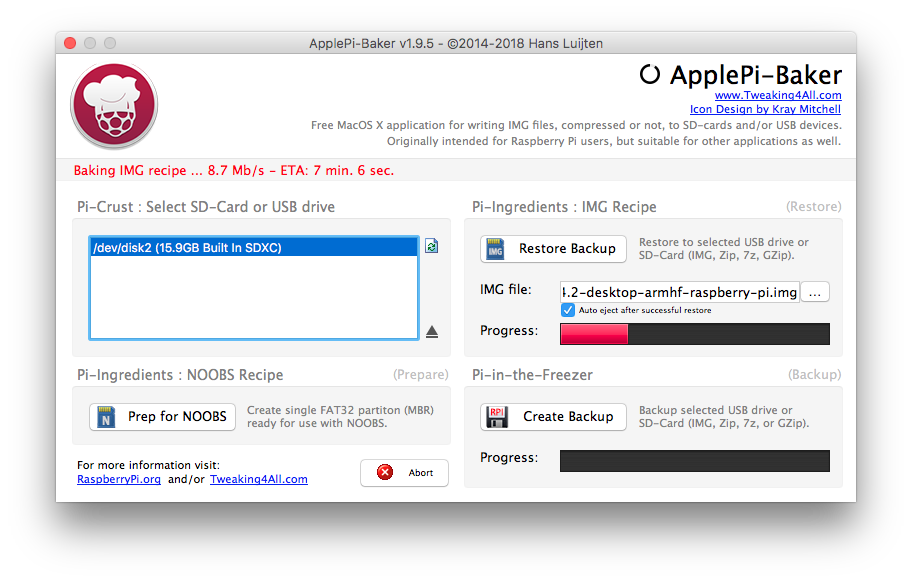 ApplePi-Baker v1.9.5 - ©2014-2018 Hans Luijten
ApplePi-Baker
www.Tweaking4All.com
Icon Design by Kray Mitchell
Free MacOS X application for writing IMG files, compressed or not, to SD-cards and/or USB devices.
Originally intended for Raspberry Pi users, but suitable for other applications as well.
Baking IMG recipe ... 8.7 Mb/s - ETA: 7 min. 6 sec.
Pi-Crust : Select SD-Card or USB drive
/dev/disk2 (15.9GB Built In SDXC)
Pi-Ingredients : IMG Recipe (Restore)
IMG Restore Backup
Restore to selected USB drive or
SD-Card (IMG, Zip, 7z, GZip).
IMG file: 4.2-desktop-armhf-raspberry-pi.img ...
Auto eject after successful restore
Progress:
Pi-Ingredients : NOOBS Recipe (Prepare)
N Prep for NOOBS
Create single FAT32 partiton (MBR)
ready for use with NOOBS.
Pi-in-the-Freezer (Backup)
RPI Create Backup
Backup selected USB drive or
SD-Card (IMG, Zip, 7z, or GZip).
Progress:
For more information visit:
RaspberryPi.org and/or Tweaking4All.com
Abort